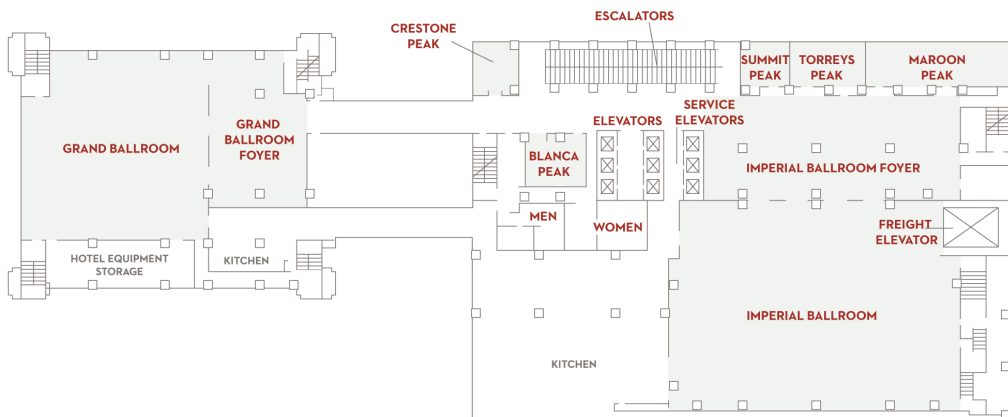 ESCALATORS
CRESTONE
PEAK
SUMMIT
PEAK
TORREYS
PEAK
MAROON
PEAK
GRAND BALLROOM
GRAND
BALLROOM
FOYER
ELEVATORS
SERVICE
ELEVATORS
BLANCA
PEAK
IMPERIAL BALLROOM FOYER
MEN
WOMEN
FREIGHT
ELEVATOR
HOTEL EQUIPMENT
STORAGE
KITCHEN
IMPERIAL BALLROOM
KITCHEN